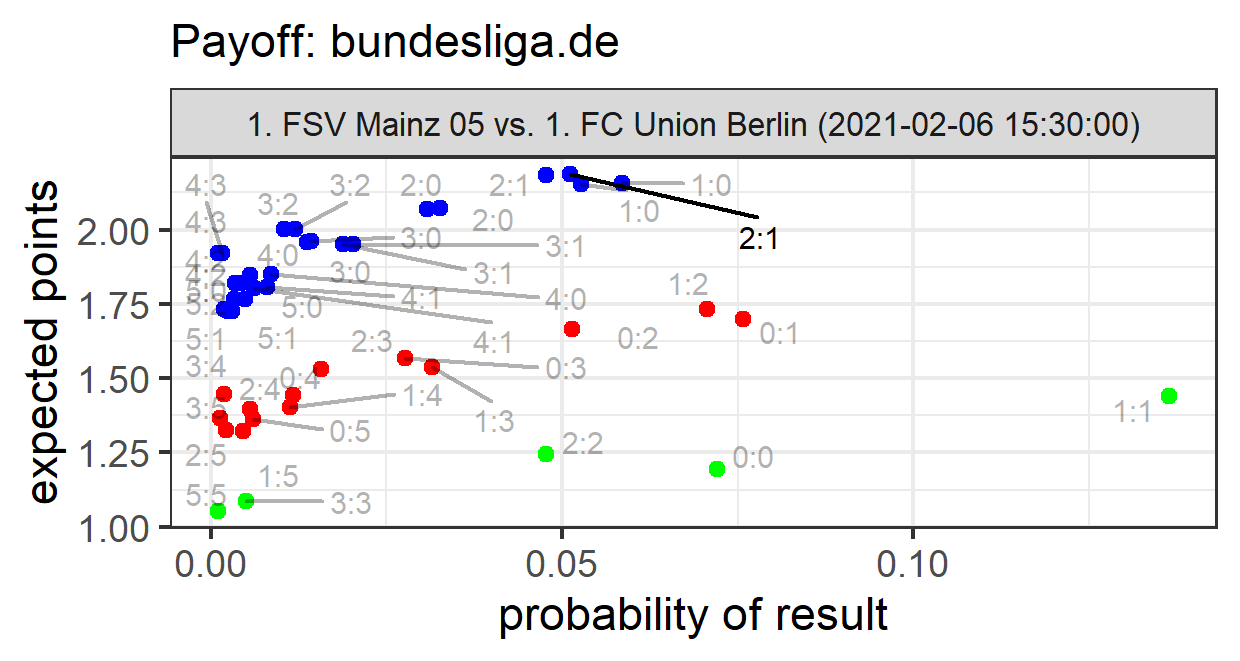 Payoff: bundesliga.de
1. FSV Mainz 05 vs. 1. FC Union Berlin (2021-02-06 15:30:00)
expected points
2.00
1.75
1.50
1.25
1.00
4:3 3:2 2:0 2:1 1:0
3:2 1:0
4:3 2:0
3:0 2:1
4:0 3:1
4:2 3:0 3:1 1:2
4:1 4:0
5:0
0:1
5:1 5:1 2:3 4:1 0:2
3:4 0:3
2:4 0:4 1:4
3:5 1:3 1:1
0:5
2:5 2:2 0:0
1:5
5:5 3:3
0.00 0.05 0.10
probability of result